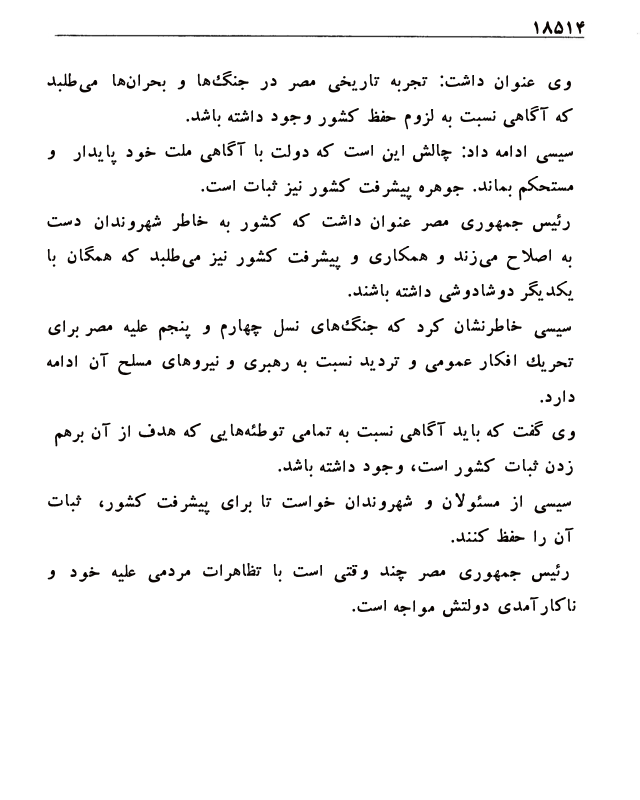 ۱۸۵۱۴
وی عنوان داشت: تجربه تاریخی مصر در جنگ‌ها و بحران‌ها می‌طلبد
که آگاهی نسبت به لزوم حفظ کشور وجود داشته باشد.
سیسی ادامه داد: چالش این است که دولت با آگاهی ملت خود پایدار و
مستحکم بماند. جوهره پیشرفت کشور نیز ثبات است.
رئیس جمهوری مصر عنوان داشت که کشور به خاطر شهروندان دست
به اصلاح می‌زند و همکاری و پیشرفت کشور نیز می‌طلبد که همگان با
یکدیگر دوشادوشی داشته باشند.
سیسی خاطرنشان کرد که جنگ‌های نسل چهارم و پنجم علیه مصر برای
تحریك افکار عمومی و تردید نسبت به رهبری و نیروهای مسلح آن ادامه
دارد.
وی گفت که باید آگاهی نسبت به تمامی توطئه‌هایی که هدف از آن برهم
زدن ثبات کشور است، وجود داشته باشد.
سیسی از مسئولان و شهروندان خواست تا برای پیشرفت کشور، ثبات
آن را حفظ کنند.
رئیس جمهوری مصر چند وقتی است با تظاهرات مردمی علیه خود و
ناکارآمدی دولتش مواجه است.